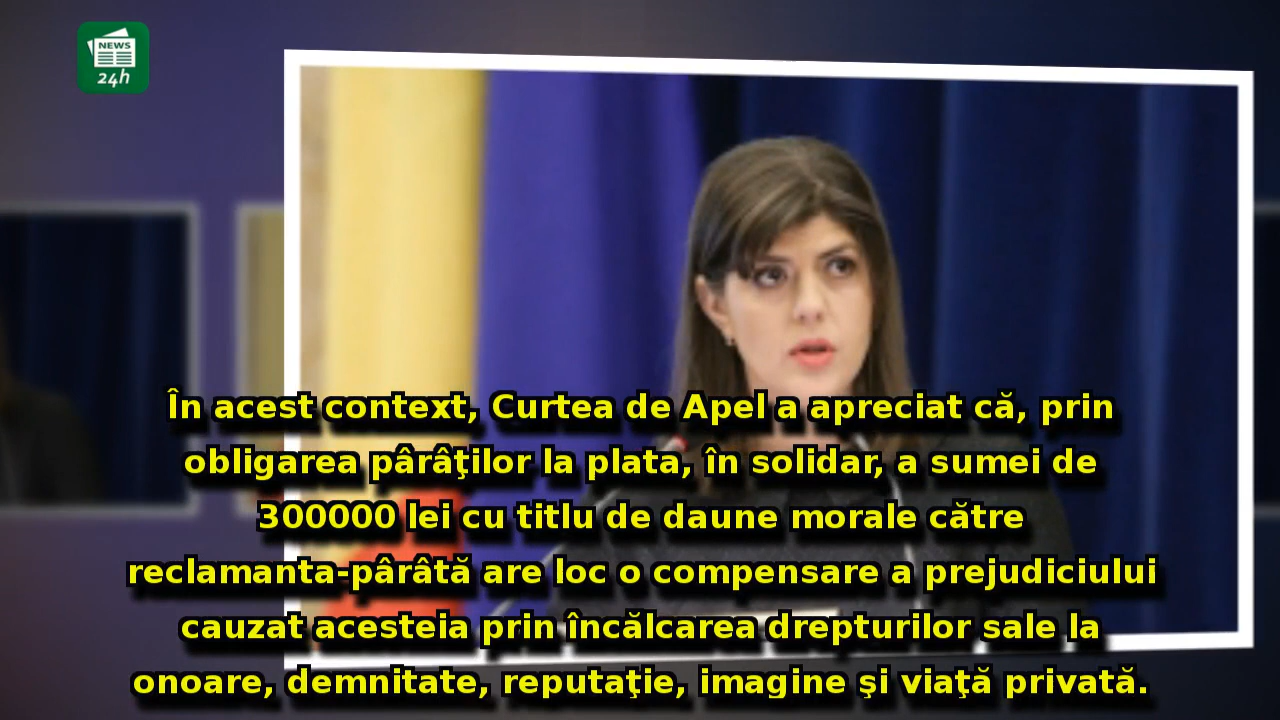 NEWS
24h
În acest context, Curtea de Apel a apreciat că, prin
obligarea pârâţilor la plata, în solidar, a sumei de
300000 lei cu titlu de daune morale către
reclamanta-pârâtă are loc o compensare a prejudiciului
cauzat acesteia prin încălcarea drepturilor sale la
onoare, demnitate, reputaţie, imagine şi viaţă privată.